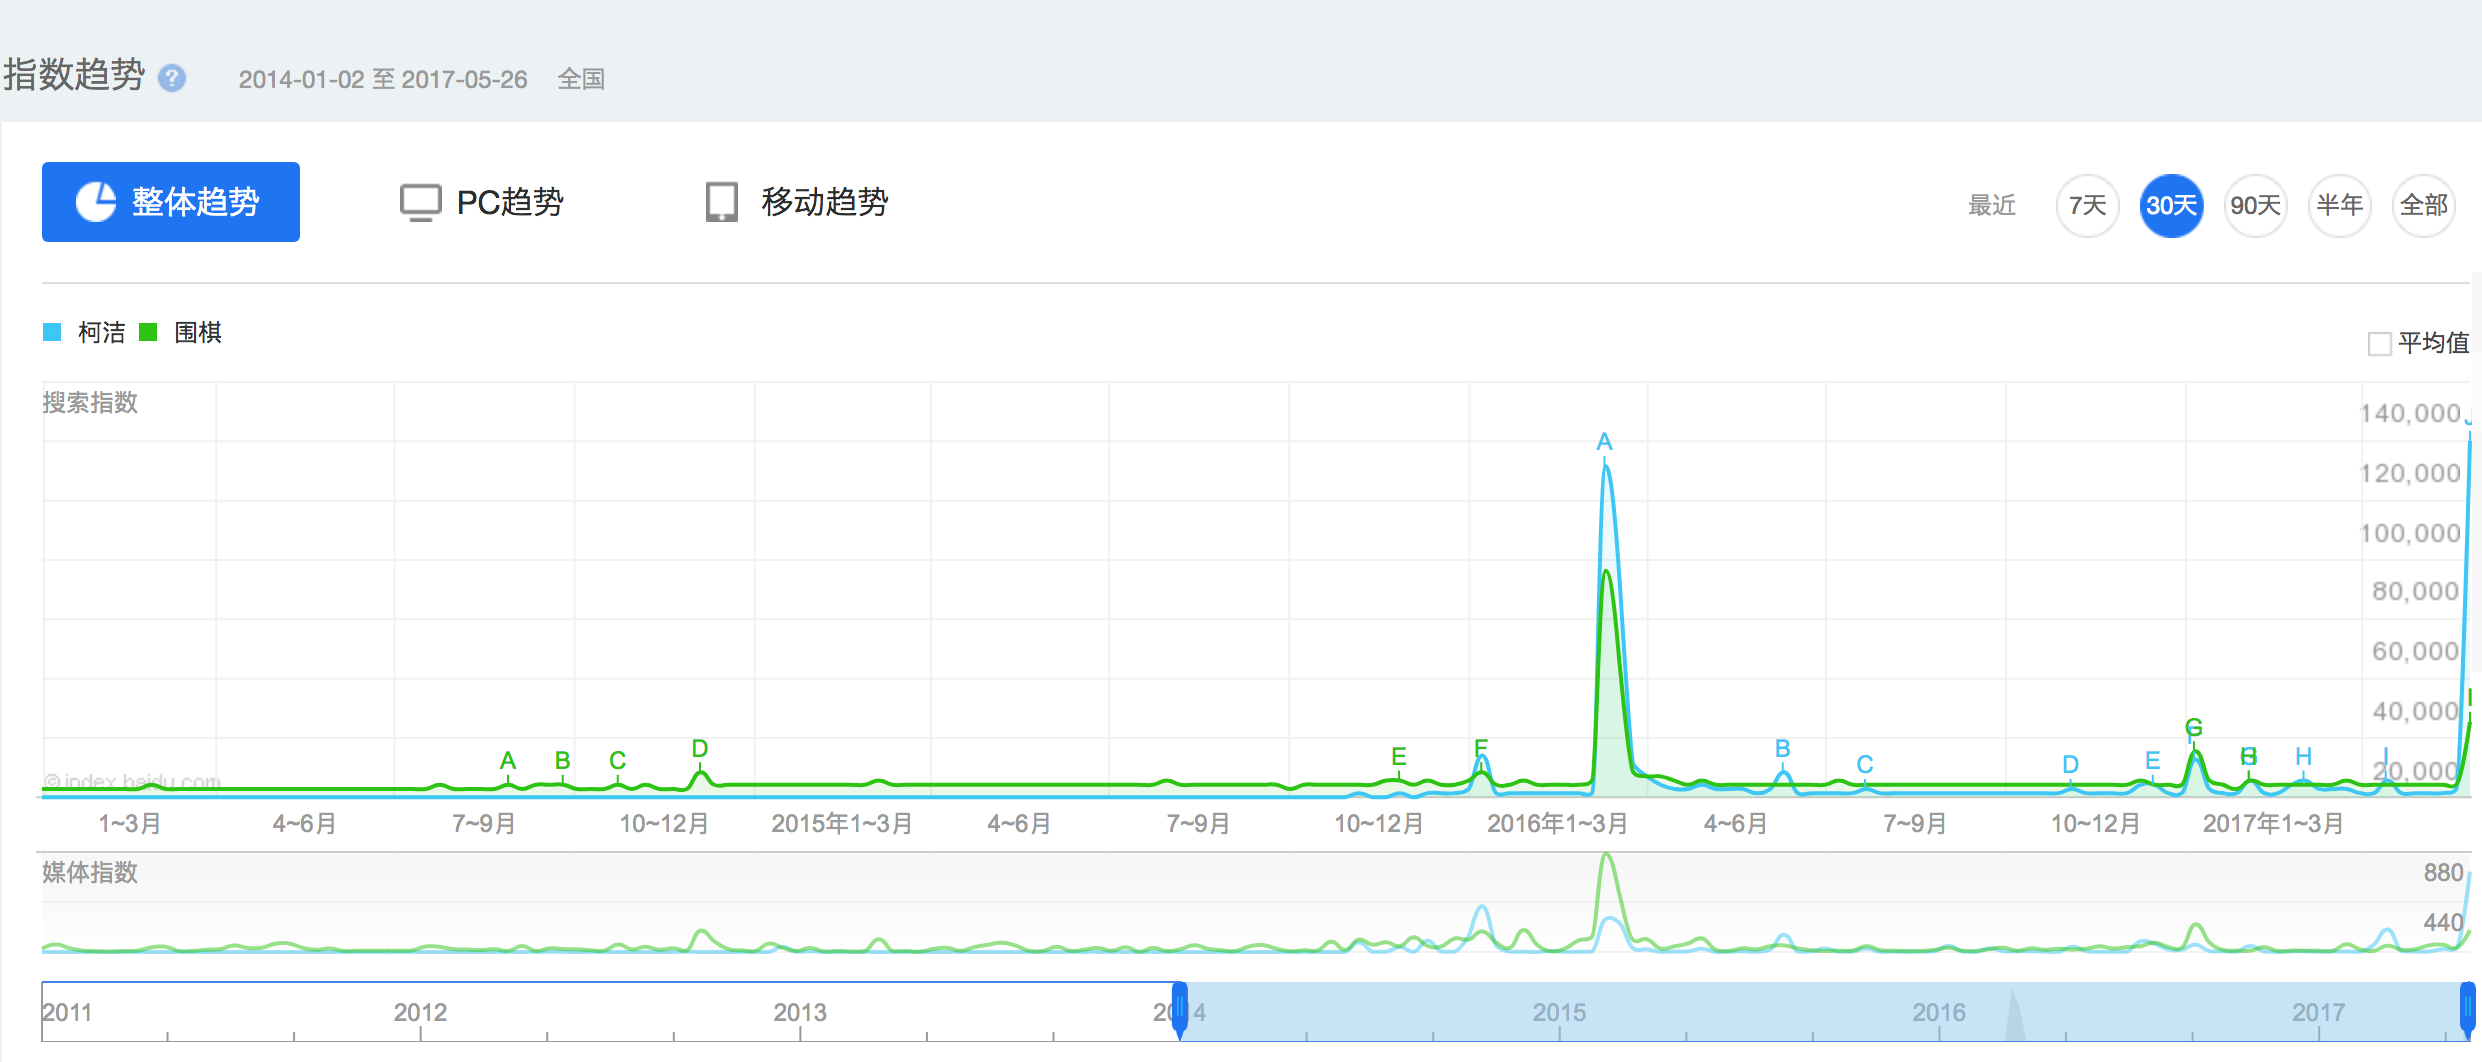 指数趋势 ? 2014-01-02 至 2017-05-26 全国
整体趋势 PC趋势 移动趋势 最近 7天 30天 90天 半年 全部
柯洁 围棋
平均值
搜索指数
140,000
J
A
120,000
100,000
80,000
60,000
40,000
A B C D E F B C D E G H H I
20,000
©index.baidu.com
1~3月 4~6月 7~9月 10~12月 2015年1~3月 4~6月 7~9月 10~12月 2016年1~3月 4~6月 7~9月 10~12月 2017年1~3月
媒体指数
880
440
2011 2012 2013 2014 2015 2016 2017